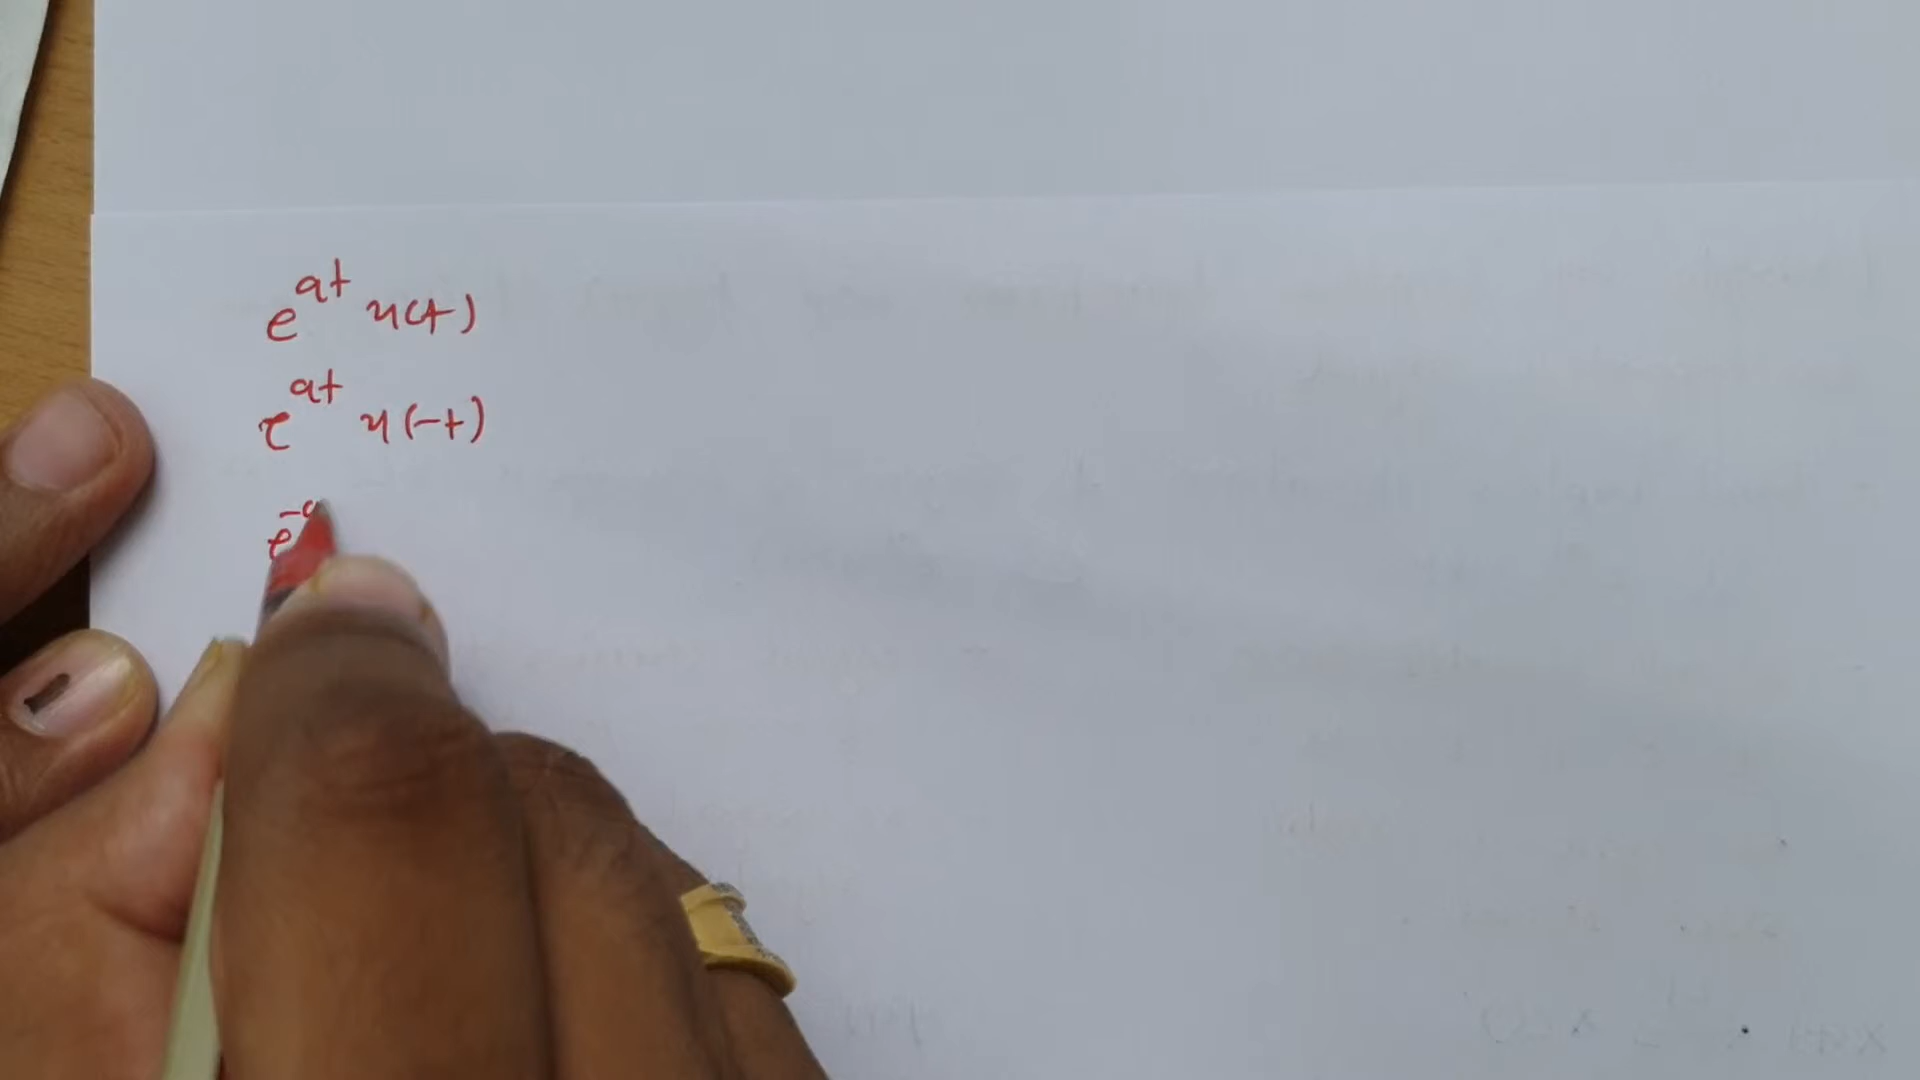 e^{at} u(t)
e^{at} u(-t)
e^{-a